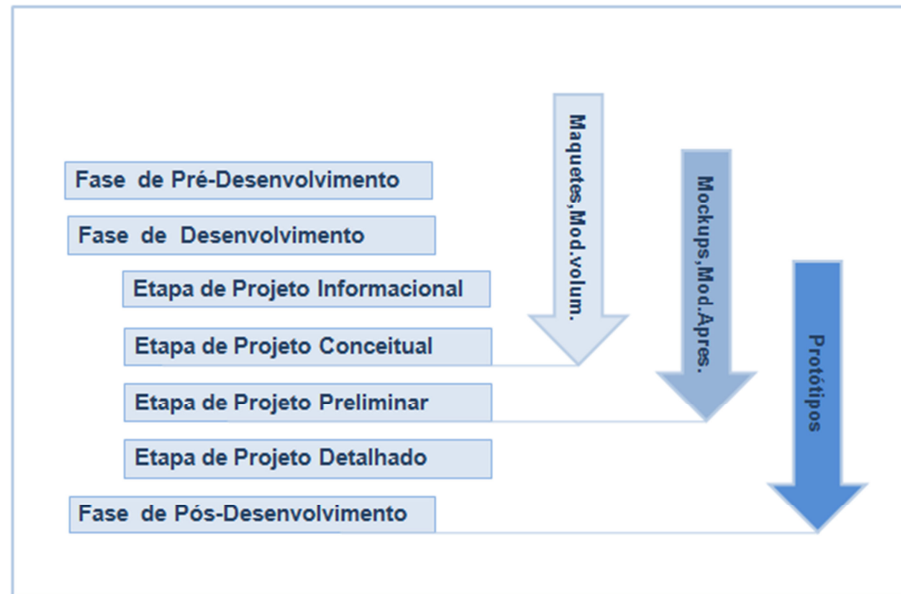 Fase de Pré-Desenvolvimento
Fase de Desenvolvimento
Etapa de Projeto Informacional
Etapa de Projeto Conceitual
Etapa de Projeto Preliminar
Etapa de Projeto Detalhado
Fase de Pós-Desenvolvimento
Maquetes,Mod.volum.
Mockups,Mod.Apres.
Protótipos